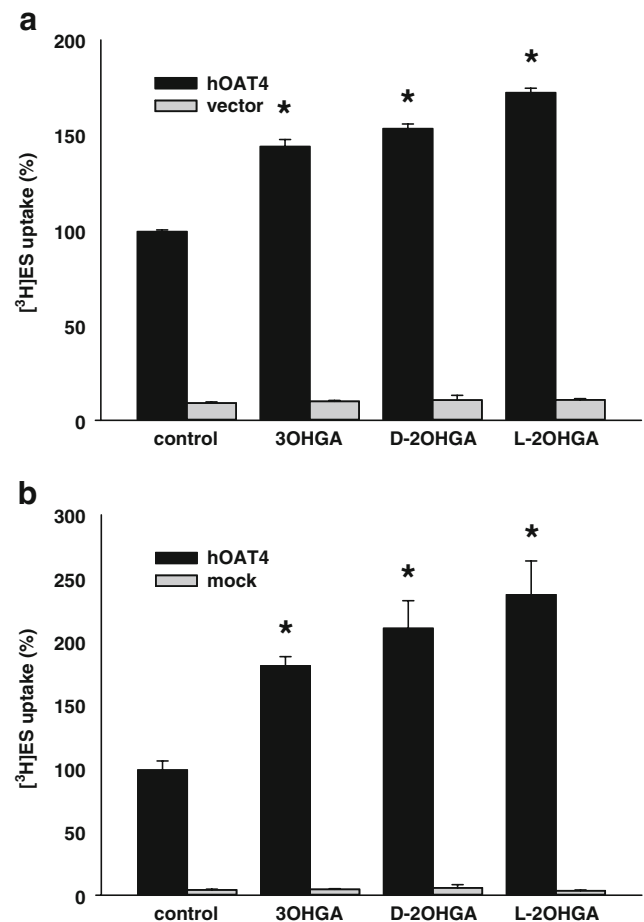 a
[³H]ES uptake (%)
200
150
100
50
0
hOAT4
vector
*
*
*
control 3OHGA D-2OHGA L-2OHGA
b
[³H]ES uptake (%)
300
250
200
150
100
50
0
hOAT4
mock
*
*
*
control 3OHGA D-2OHGA L-2OHGA